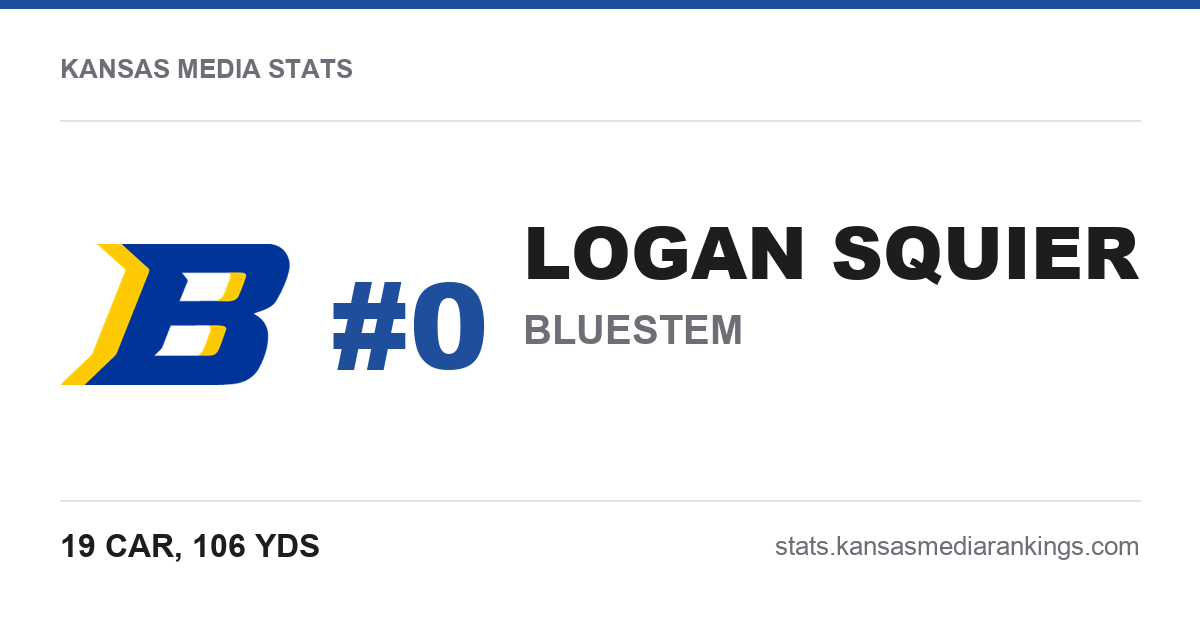 KANSAS MEDIA STATS
B
#0
LOGAN SQUIER
BLUESTEM
19 CAR, 106 YDS
stats.kansasmediarankings.com